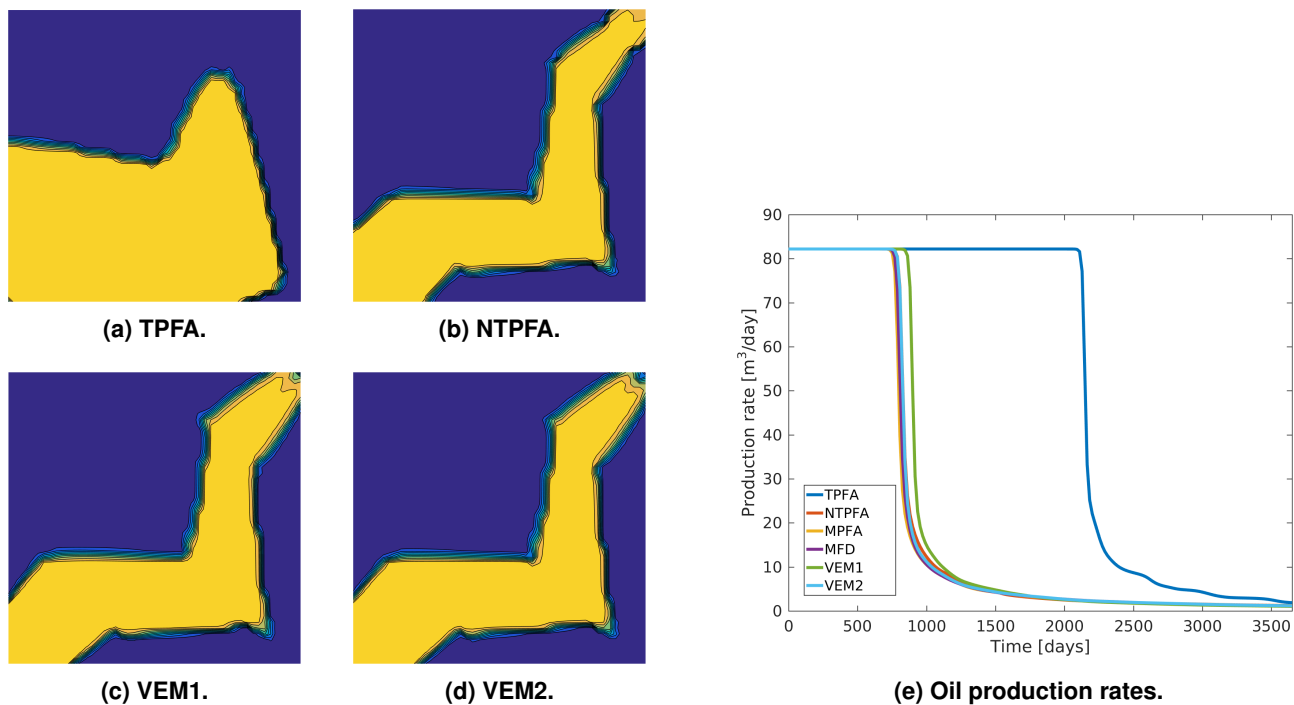 (a) TPFA.
(b) NTPFA.
(c) VEM1.
(d) VEM2.
90
80
70
60
50
40
30
20
10
0
Production rate [m³/day]
TPFA
NTPFA
MPFA
MFD
VEM1
VEM2
0 500 1000 1500 2000 2500 3000 3500
Time [days]
(e) Oil production rates.